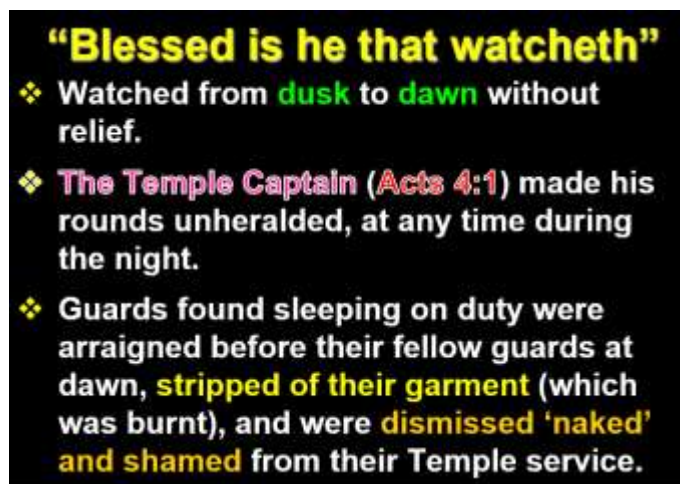 “Blessed is he that watcheth”
❖ Watched from dusk to dawn without
relief.
❖ The Temple Captain (Acts 4:1) made his
rounds unheralded, at any time during
the night.
❖ Guards found sleeping on duty were
arraigned before their fellow guards at
dawn, stripped of their garment (which
was burnt), and were dismissed ‘naked’
and shamed from their Temple service.